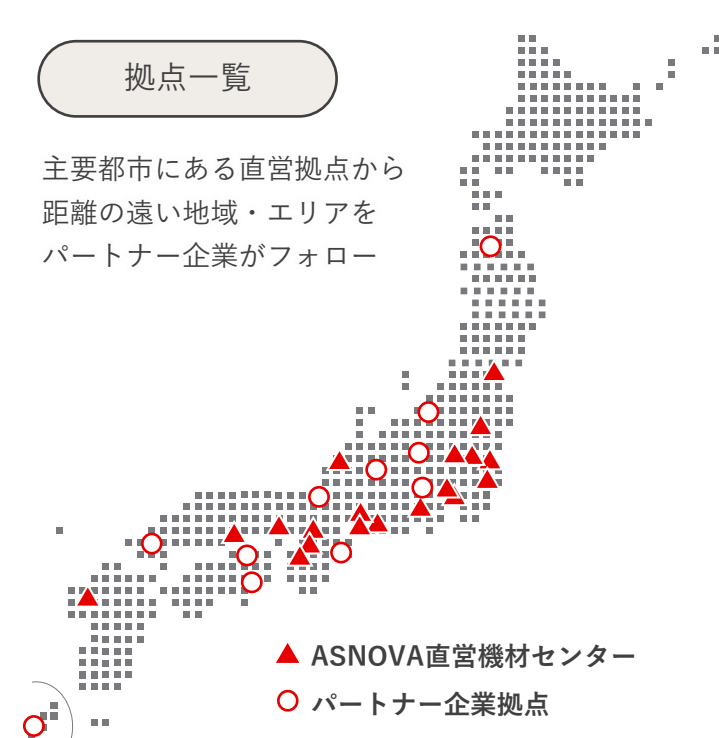 拠点一覧
主要都市にある直営拠点から
距離の遠い地域・エリアを
パートナー企業がフォロー
ASNOVA直営機材センター
パートナー企業拠点